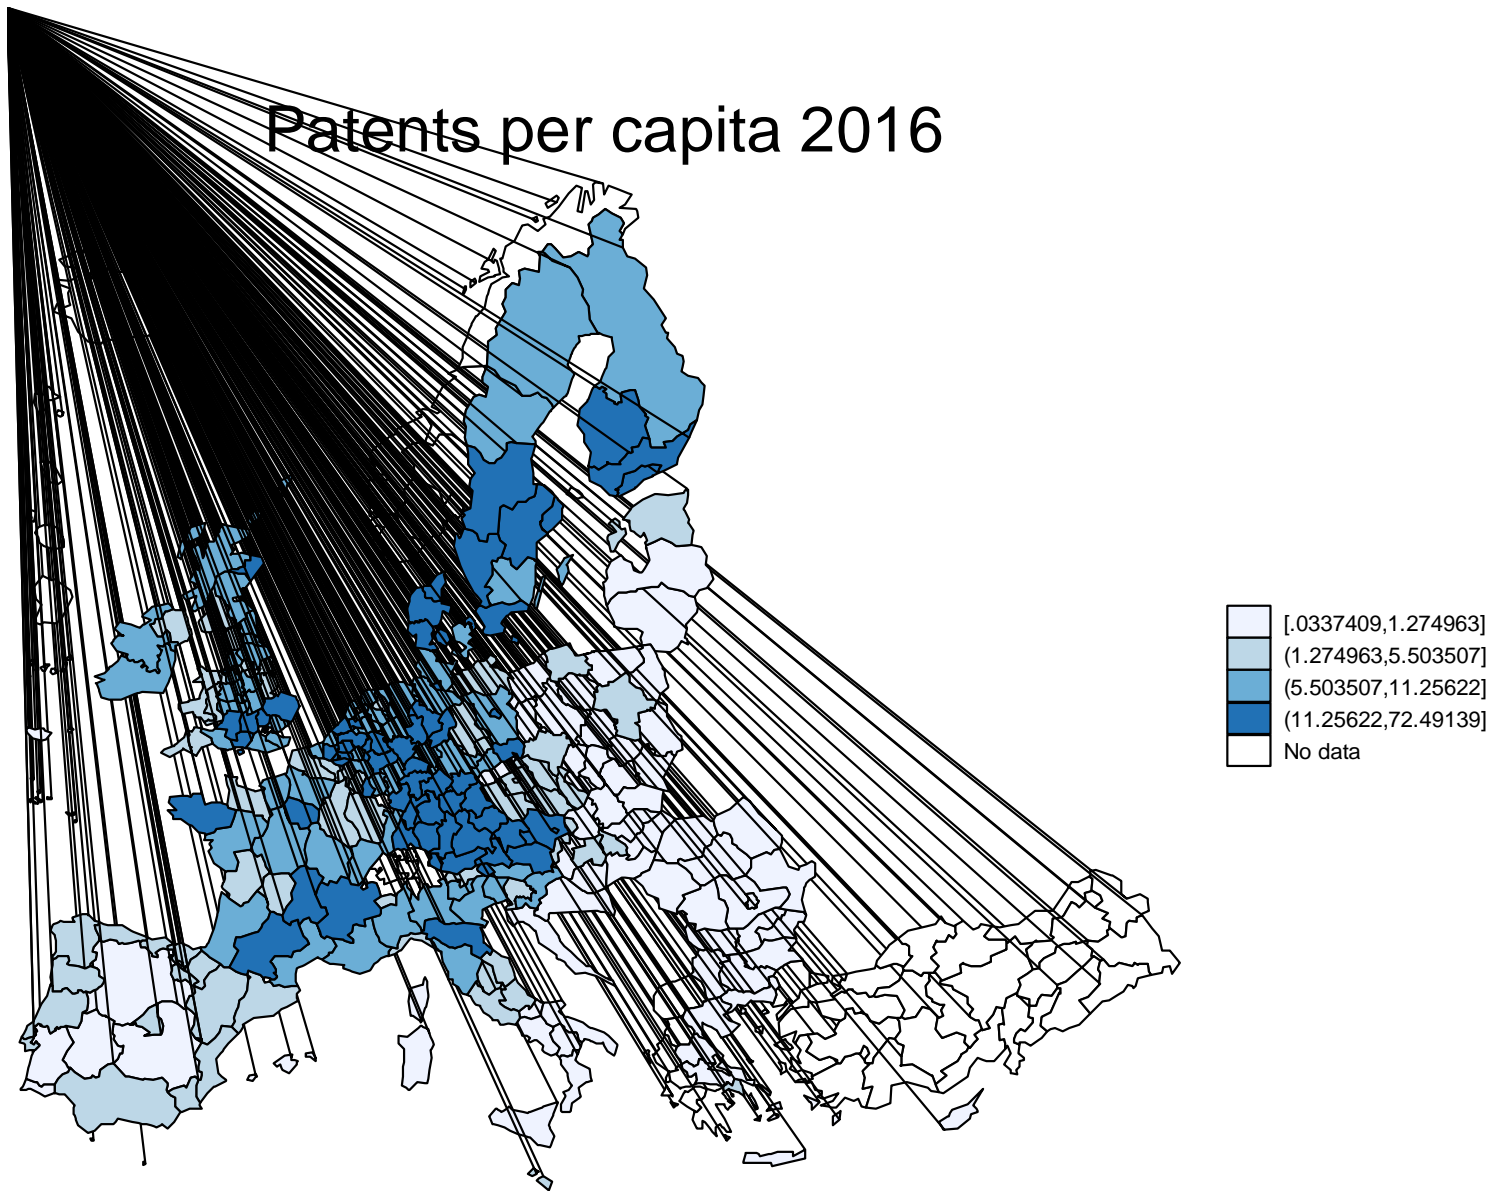 Patents per capita 2016
[.0337409,1.274963]
(1.274963,5.503507]
(5.503507,11.25622]
(11.25622,72.49139]
No data